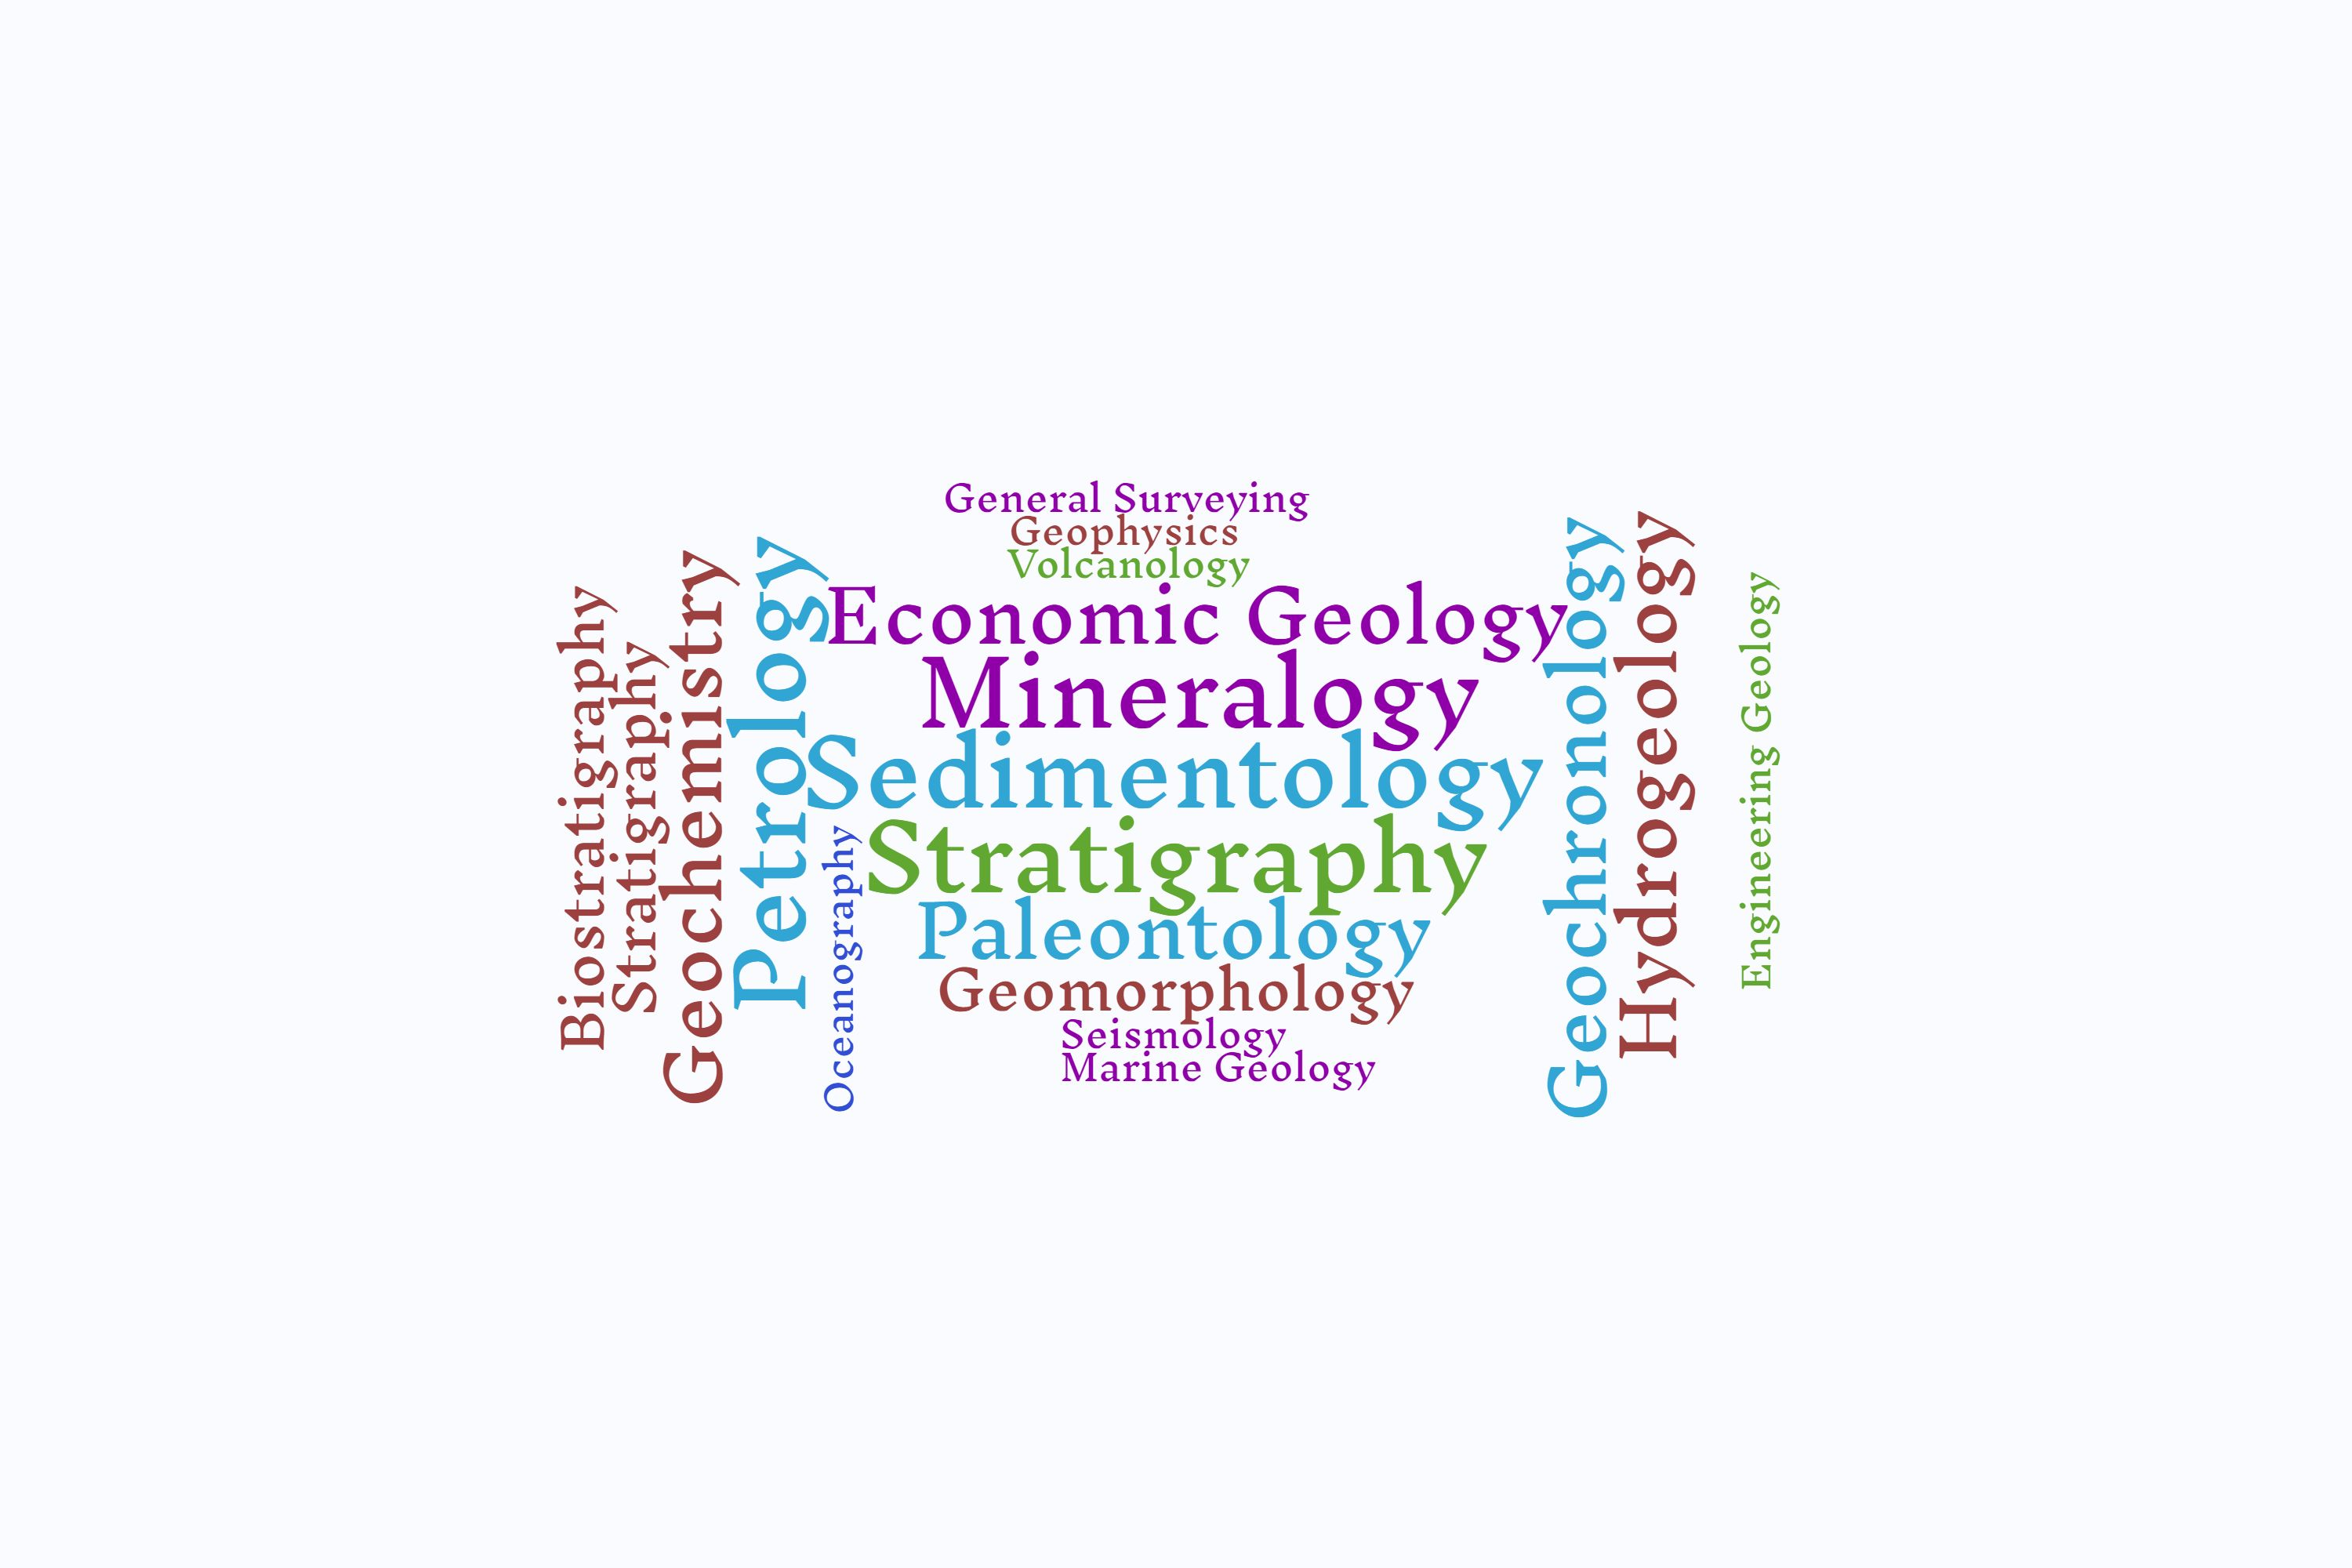 General Surveying
Geophysics
Volcanology
Economic Geology
Mineralogy
Sedimentology
Stratigraphy
Paleontology
Geomorphology
Seismology
Marine Geology
Biostratigraphy
Stratigraphy
Geochemistry
Petrology
Oceanography
Geochronology
Hydrogeology
Engineering Geology